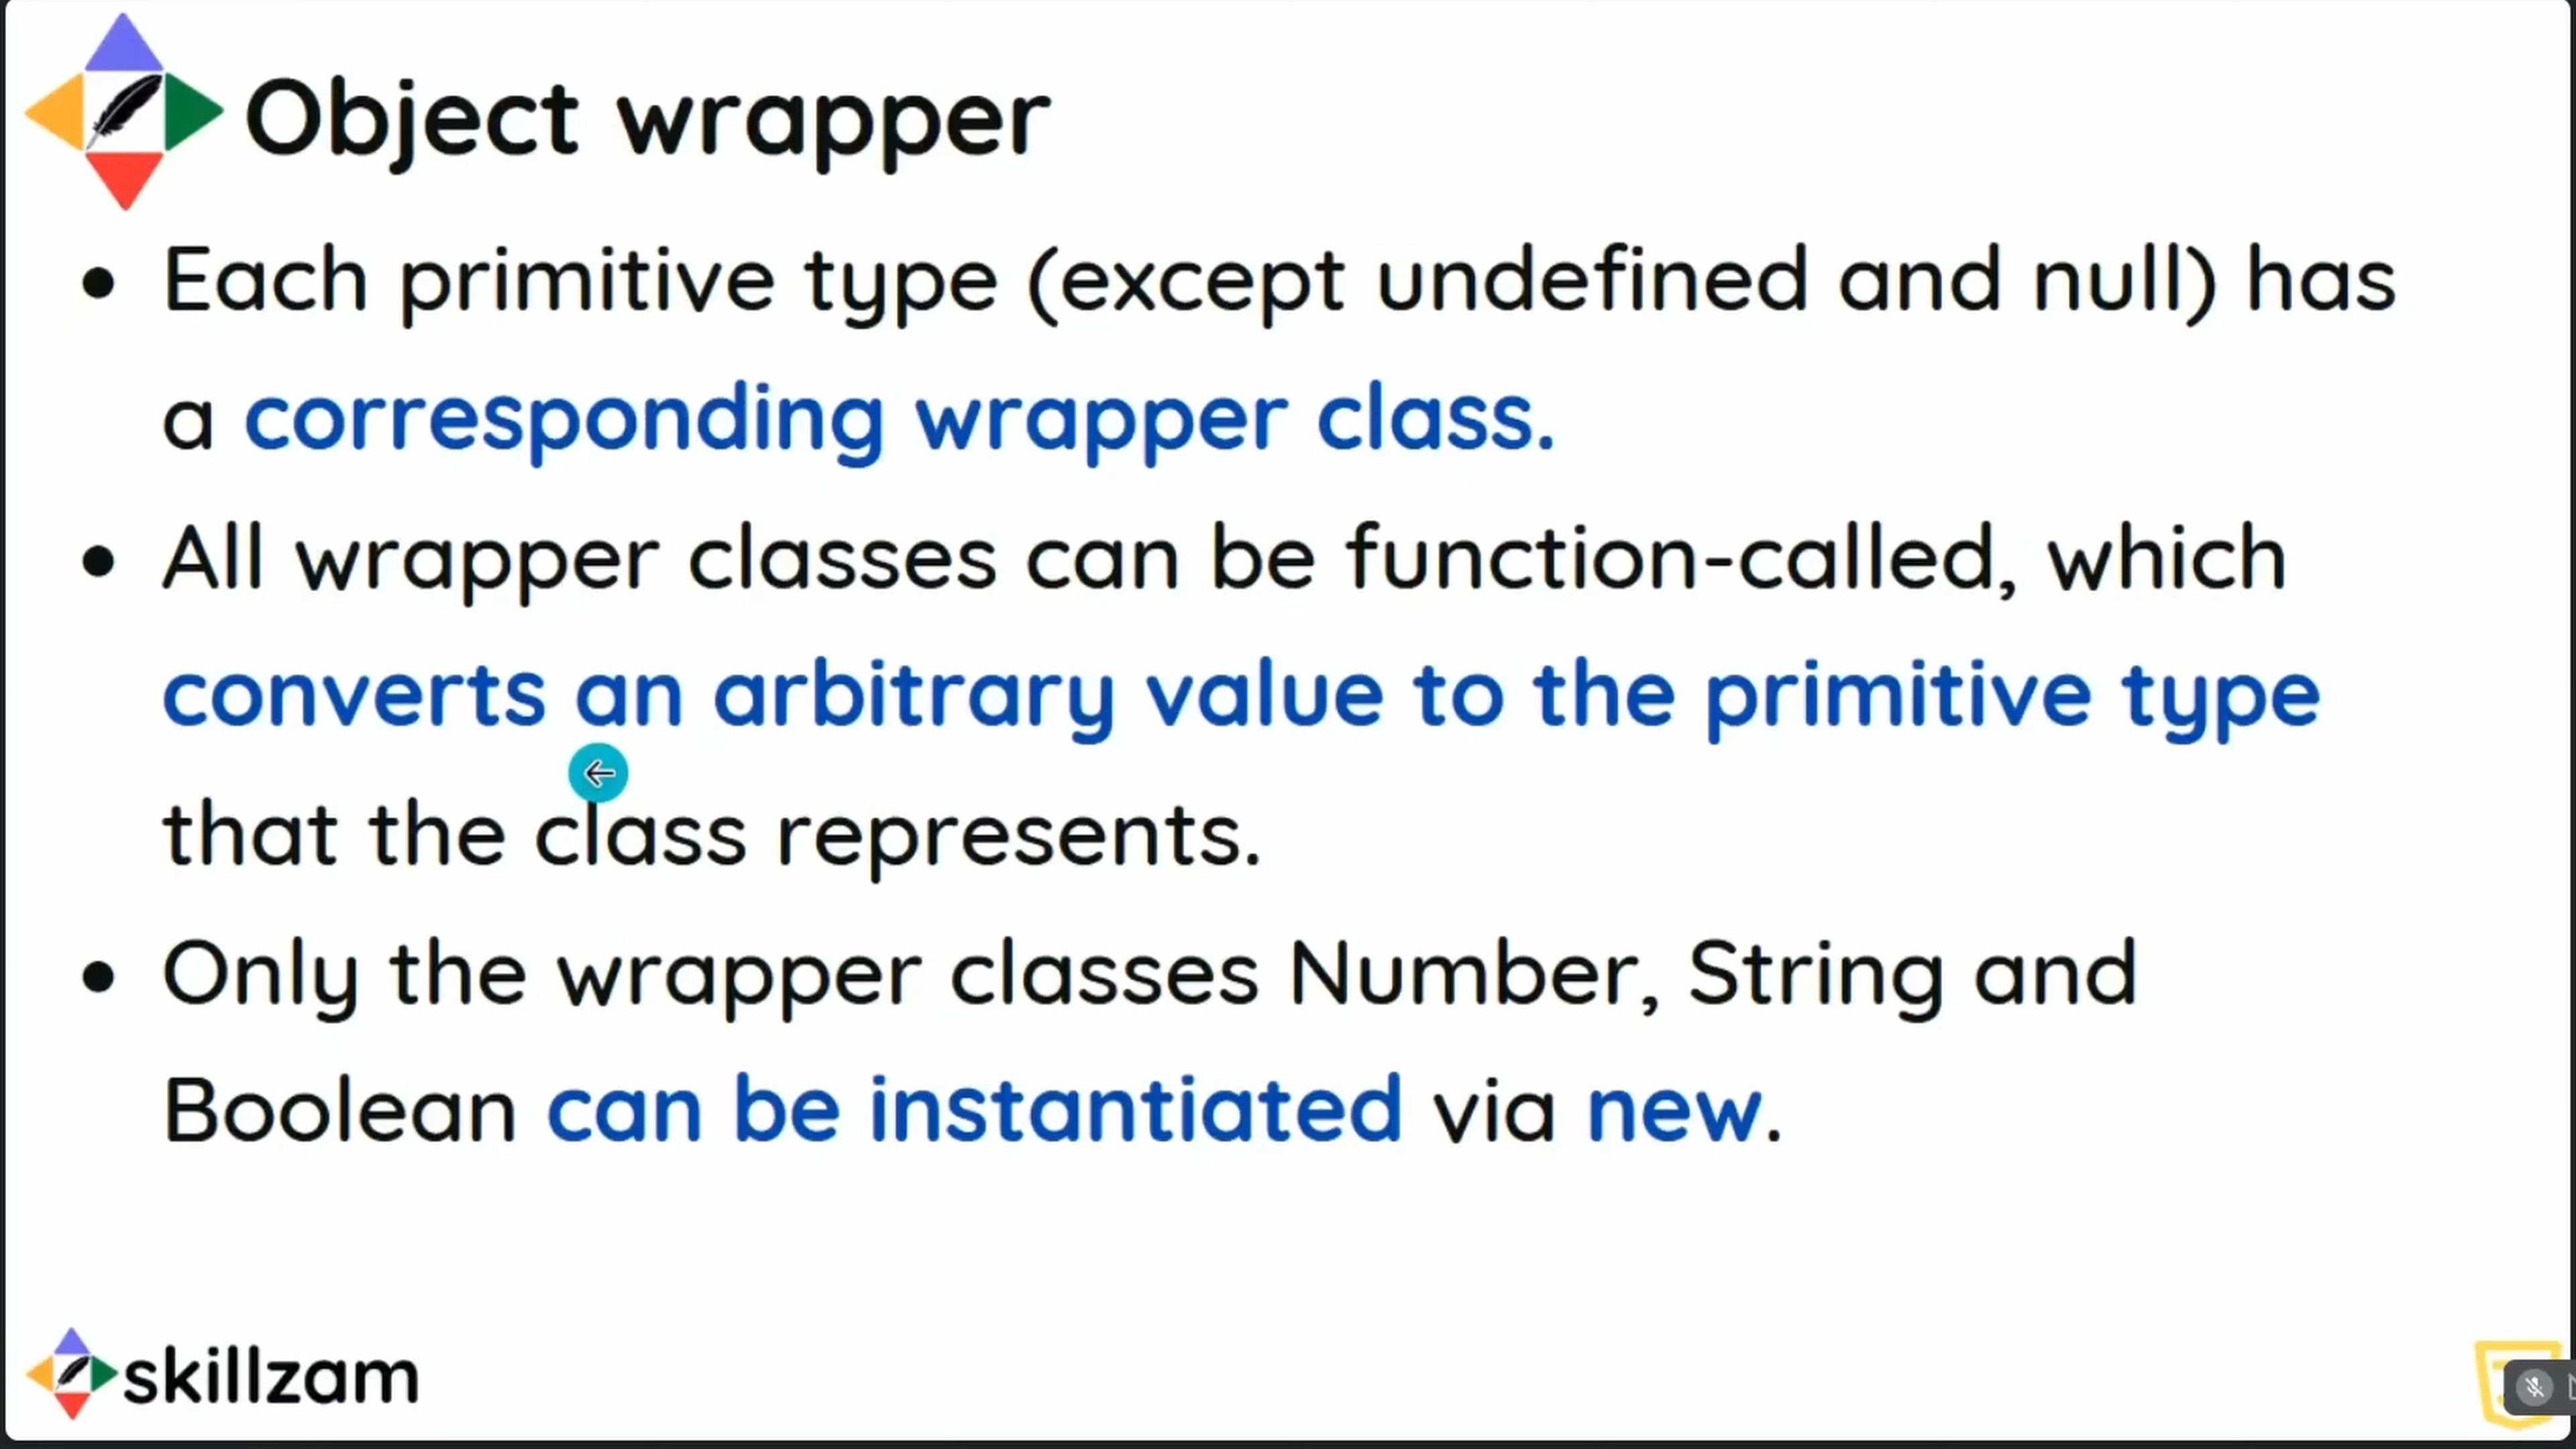 Object wrapper
• Each primitive type (except undefined and null) has
a corresponding wrapper class.
• All wrapper classes can be function-called, which
converts an arbitrary value to the primitive type
that the class represents.
• Only the wrapper classes Number, String and
Boolean can be instantiated via new.
skillzam